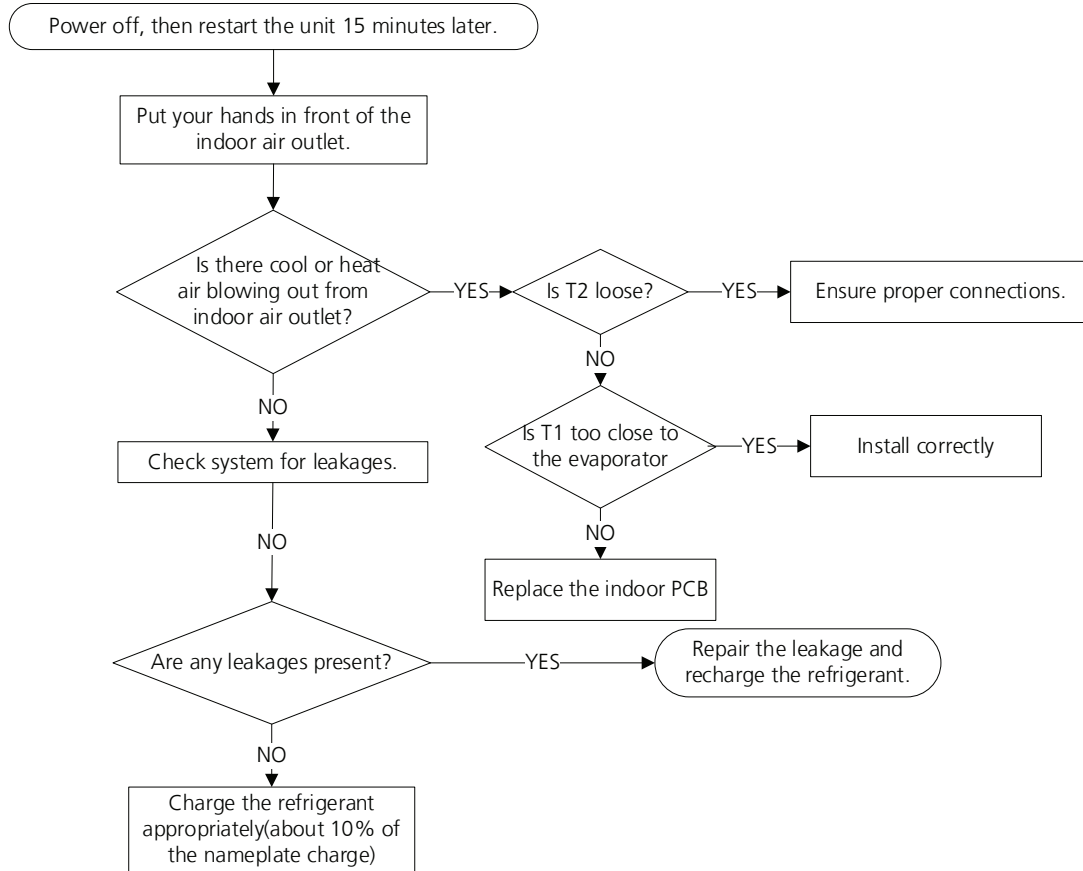 Power off, then restart the unit 15 minutes later.
Put your hands in front of the
indoor air outlet.
Is there cool or heat
air blowing out from
indoor air outlet?
YES
Is T2 loose?
YES
Ensure proper connections.
NO
NO
Is T1 too close to
the evaporator
YES
Install correctly
Check system for leakages.
NO
NO
Replace the indoor PCB
Are any leakages present?
YES
Repair the leakage and
recharge the refrigerant.
NO
Charge the refrigerant
appropriately(about 10% of
the nameplate charge)